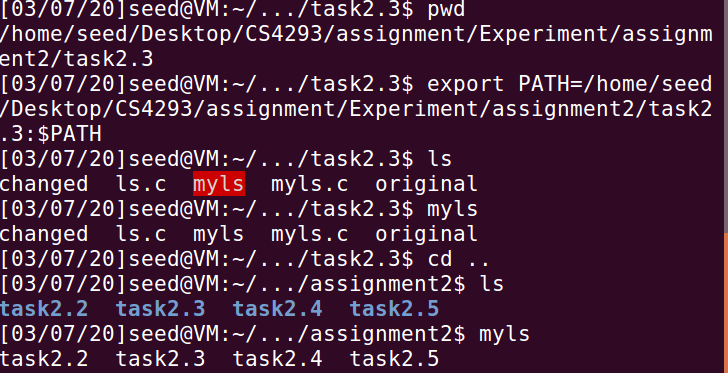 [03/07/20]seed@VM:~/.../task2.3$ pwd
/home/seed/Desktop/CS4293/assignment/Experiment/assignm
ent2/task2.3
[03/07/20]seed@VM:~/.../task2.3$ export PATH=/home/seed
/Desktop/CS4293/assignment/Experiment/assignment2/task2
.3:$PATH
[03/07/20]seed@VM:~/.../task2.3$ ls
changed  ls.c  myls  myls.c  original
[03/07/20]seed@VM:~/.../task2.3$ myls
changed  ls.c  myls  myls.c  original
[03/07/20]seed@VM:~/.../task2.3$ cd ..
[03/07/20]seed@VM:~/.../assignment2$ ls
task2.2  task2.3  task2.4  task2.5
[03/07/20]seed@VM:~/.../assignment2$ myls
task2.2  task2.3  task2.4  task2.5